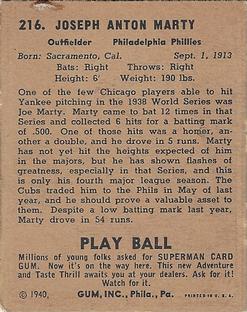 216. JOSEPH ANTON MARTY
Outfielder Philadelphia Phillies
Born: Sacramento, Cal. Sept. 1, 1913
Bats: Right Throws: Right
Height: 6' Weight: 190 lbs.
One of the few Chicago players able to hit
Yankee pitching in the 1938 World Series was
Joe Marty. Marty came to bat 12 times in that
Series and collected 6 hits for a batting mark
of .500. One of those hits was a homer, an-
other a double, and he drove in 5 runs. Marty
has not yet hit the heights expected of him
in the majors, but he has shown flashes of
greatness, especially in that Series, and this
is only his fourth major league season. The
Cubs traded him to the Phils in May of last
year, and he should prove a valuable asset to
them. Despite a low batting mark last year,
Marty drove in 54 runs.
PLAY BALL
Millions of young folks asked for SUPERMAN CARD
GUM. Now it's on the way here. This new Adventure
and Taste Thrill awaits you at dealers. Ask for it!
Watch for it.
© 1940, GUM, INC., Phila., Pa. PRINTED IN U. S. A.